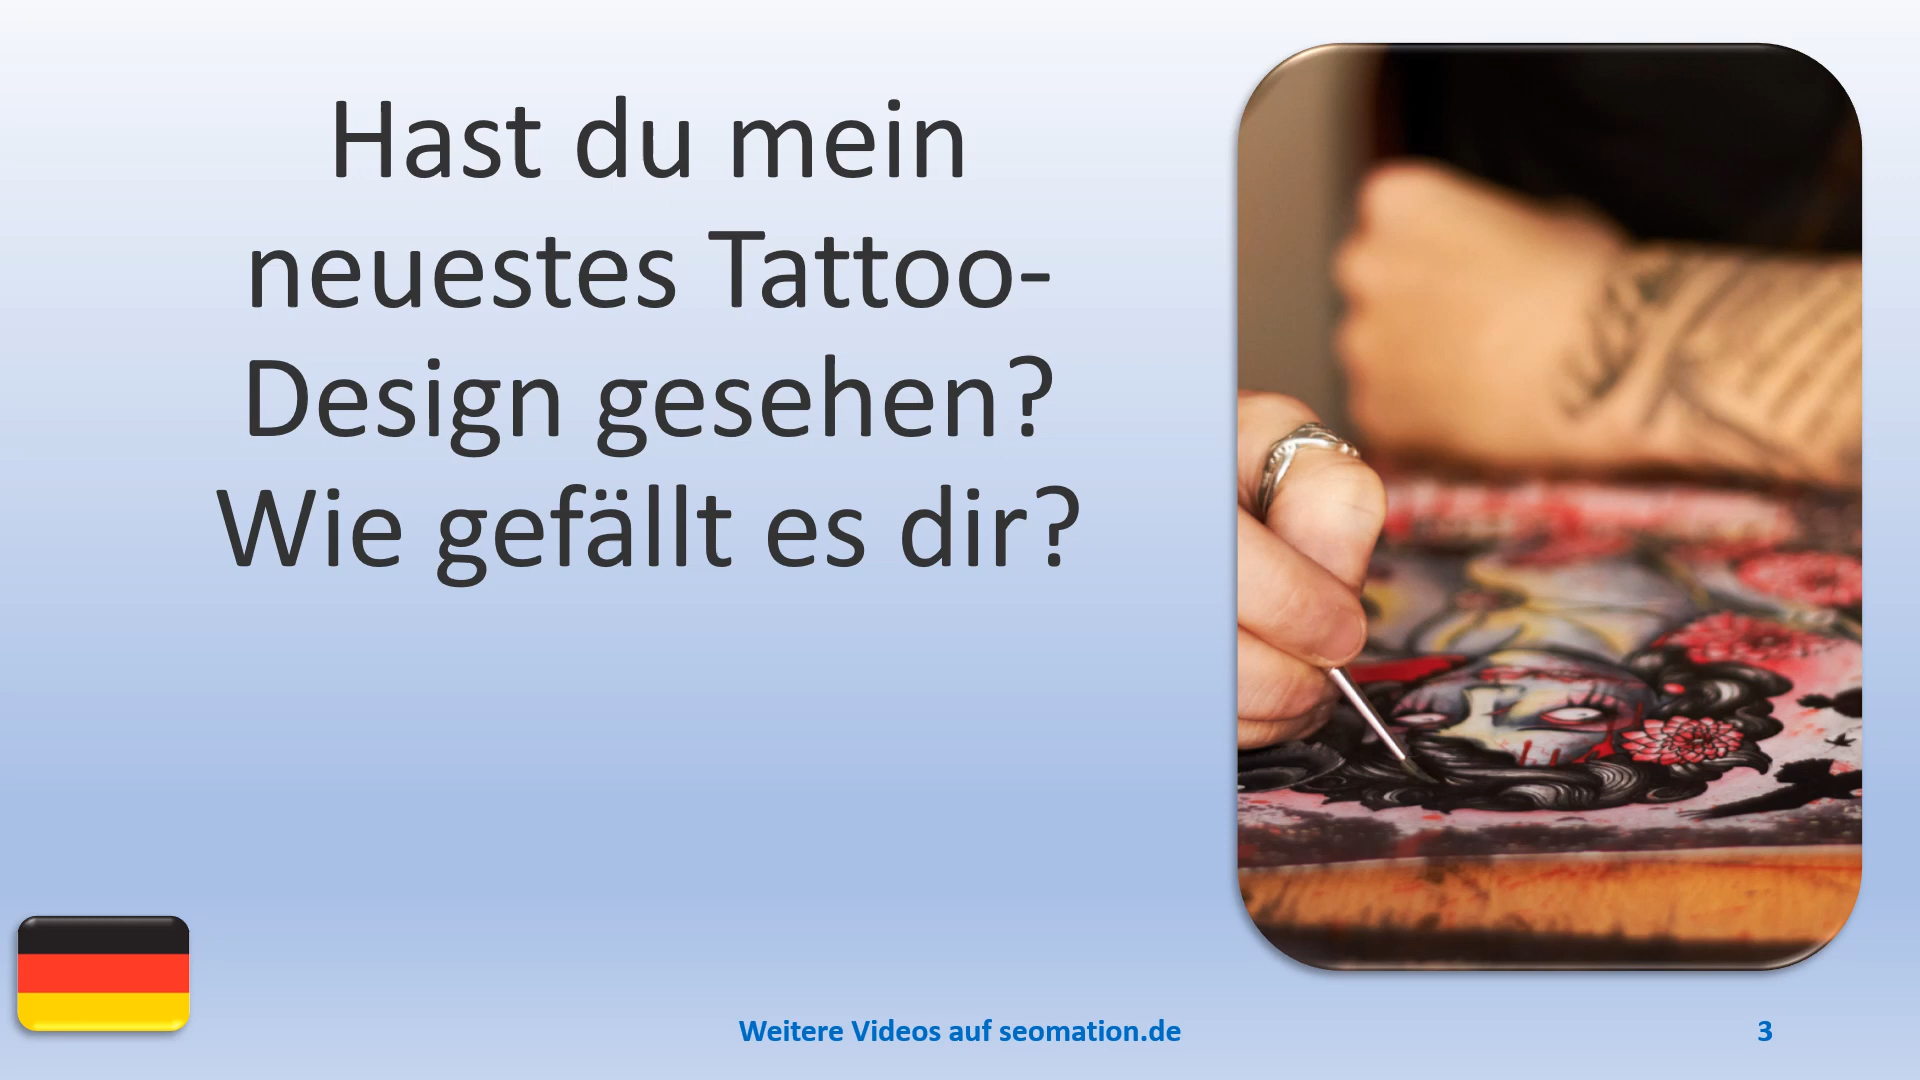 Hast du mein
neuestes Tattoo-
Design gesehen?
Wie gefällt es dir?
Weitere Videos auf seomation.de
3